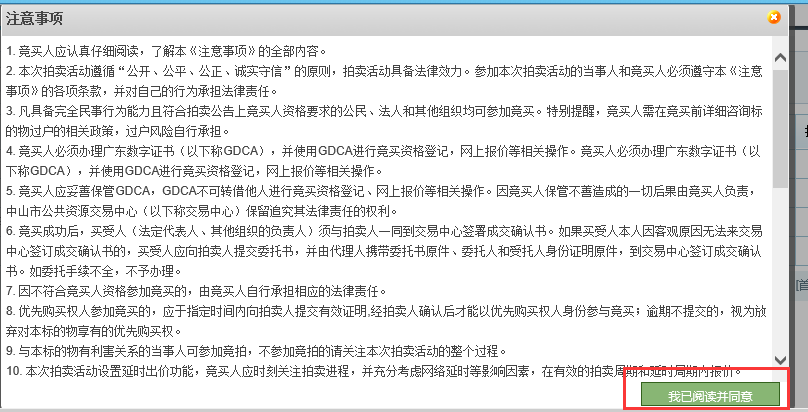 注意事项
1. 竞买人应认真仔细阅读，了解本《注意事项》的全部内容。
2. 本次拍卖活动遵循“公开、公平、公正、诚实守信”的原则，拍卖活动具备法律效力。参加本次拍卖活动的当事人和竞买人必须遵守本《注意
事项》的各项条款，并对自己的行为承担法律责任。
3. 凡具备完全民事行为能力且符合拍卖公告上竞买人资格要求的公民、法人和其他组织均可参加竞买。特别提醒，竞买人需在竞买前详细咨询标
的物过户的相关政策，过户风险自行承担。
4. 竞买人必须办理广东数字证书（以下称GDCA），并使用GDCA进行竞买资格登记，网上报价等相关操作。竞买人必须办理广东数字证书（以
下称GDCA），并使用GDCA进行竞买资格登记，网上报价等相关操作。
5. 竞买人应妥善保管GDCA，GDCA不可转借他人进行竞买资格登记、网上报价等相关操作。因竞买人保管不善造成的一切后果由竞买人负责，
中山市公共资源交易中心（以下称交易中心）保留追究其法律责任的权利。
6. 竞买成功后，买受人（法定代表人、其他组织的负责人）须与拍卖人一同到交易中心签署成交确认书。如果买受人本人因客观原因无法来交易
中心签订成交确认书的，买受人应向拍卖人提交委托书，并由代理人携带委托书原件、委托人和受托人身份证明原件，到交易中心签订成交确认
书。如委托手续不全，不予办理。
7. 因不符合竞买人资格参加竞买的，由竞买人自行承担相应的法律责任。
8. 优先购买权人参加竞买的，应于指定时间内向拍卖人提交有效证明,经拍卖人确认后才能以优先购买权人身份参与竞买；逾期不提交的，视为放
弃对本标的物享有的优先购买权。
9. 与本标的物有利害关系的当事人可参加竞拍，不参加竞拍的请关注本次拍卖活动的整个过程。
10. 本次拍卖活动设置延时出价功能，竞买人应时刻关注拍卖进程，并充分考虑网络延时等影响因素，在有效的拍卖周期和延时周期内报价。
我已阅读并同意
[首